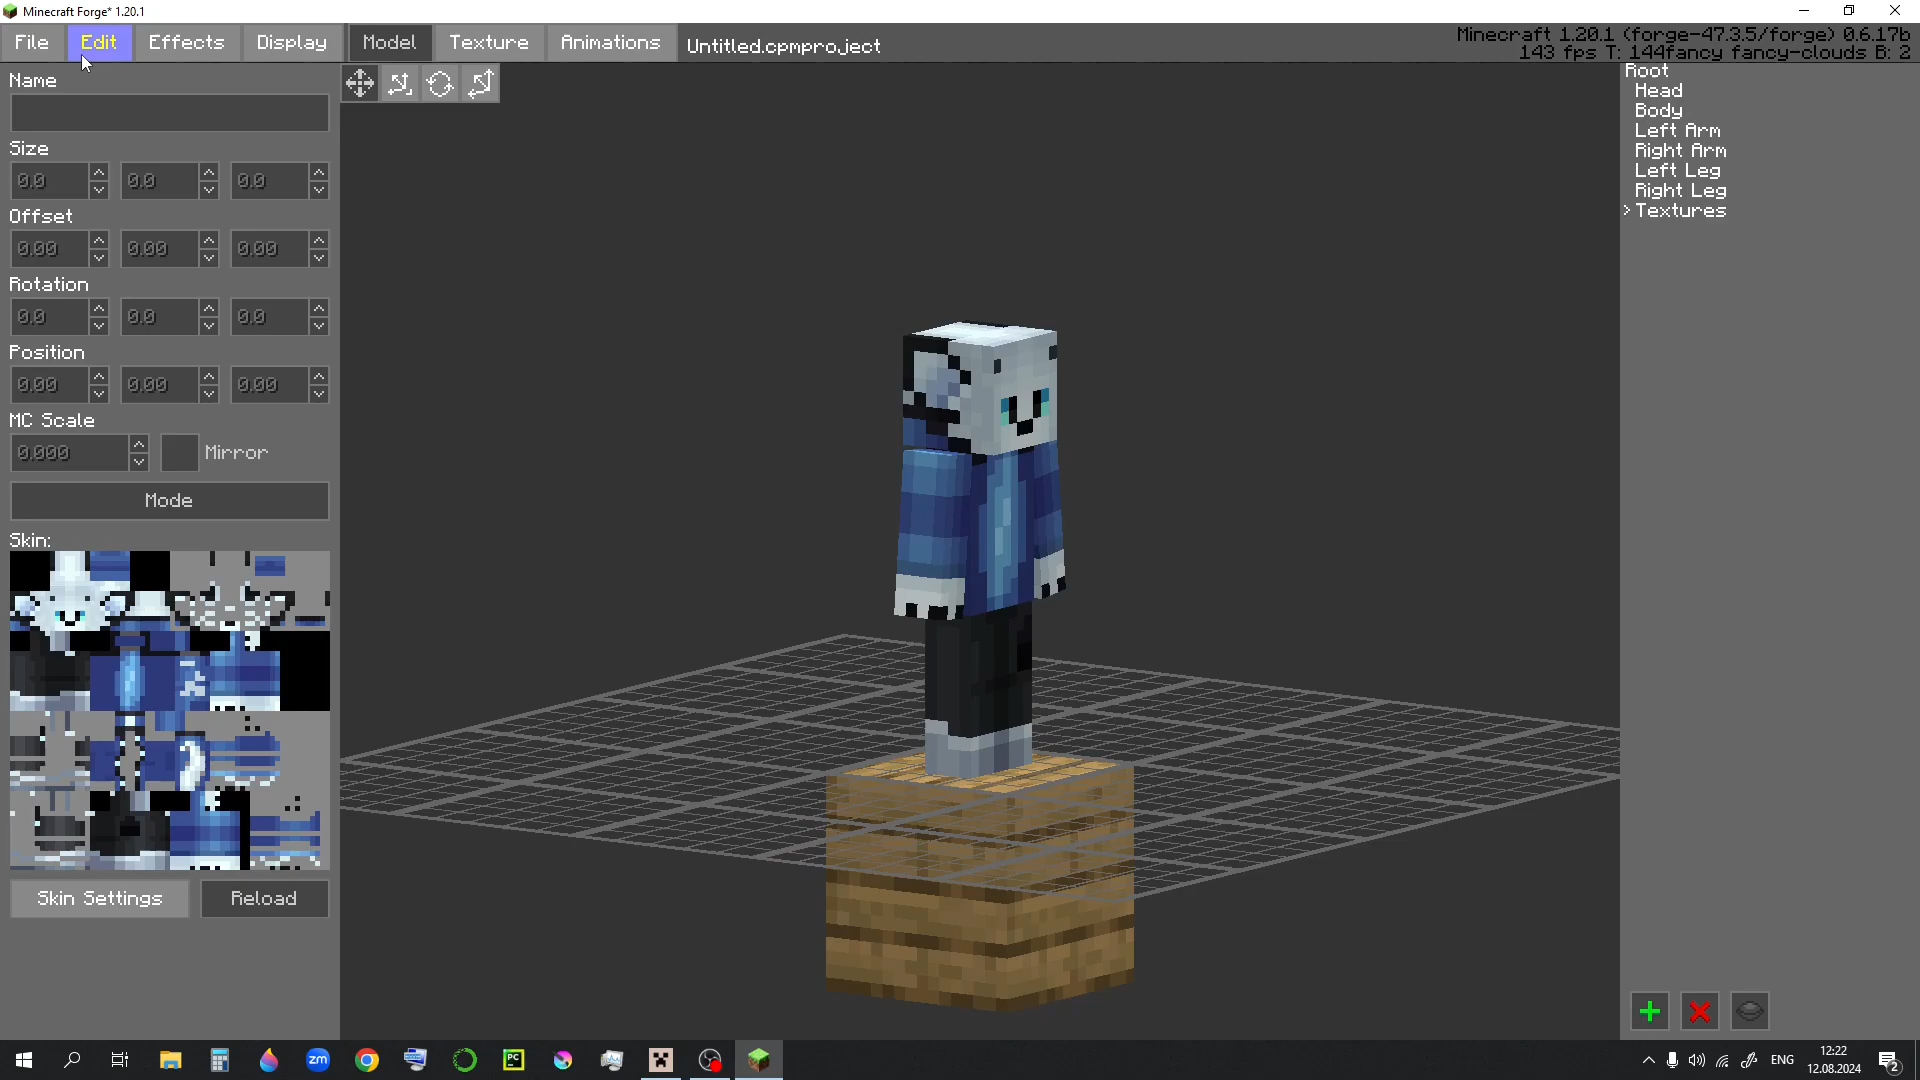 Minecraft Forge* 1.20.1
File Edit Effects Display Model Texture Animations Untitled.cpmproject
Minecraft 1.20.1 (forge-47.3.5/forge) 0.6.17b
143 fps T: 144fancy fancy-clouds B: 2
Name
Size
0.0 0.0 0.0
Offset
0.00 0.00 0.00
Rotation
0.0 0.0 0.0
Position
0.00 0.00 0.00
MC Scale
0.000 Mirror
Mode
Skin:
Skin Settings Reload
Root
Head
Body
Left Arm
Right Arm
Left Leg
Right Leg
> Textures
zm
PC
ENG
12:22
12.08.2024
2